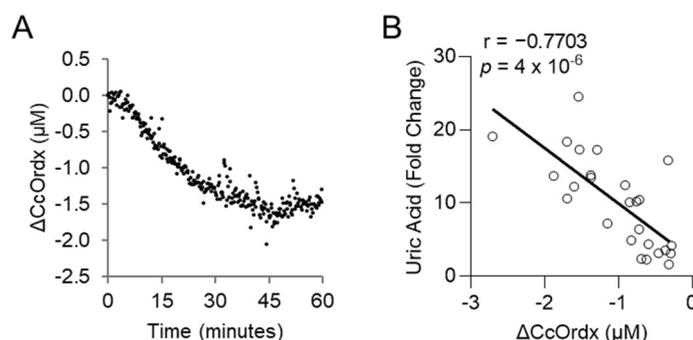 A
0.5
0.0
-0.5
-1.0
-1.5
-2.0
-2.5
ΔCcOrdx (μM)
0 15 30 45 60
Time (minutes)
B
r = −0.7703
p = 4 x 10-6
30
20
10
0
Uric Acid (Fold Change)
-3 -2 -1 0
ΔCcOrdx (μM)